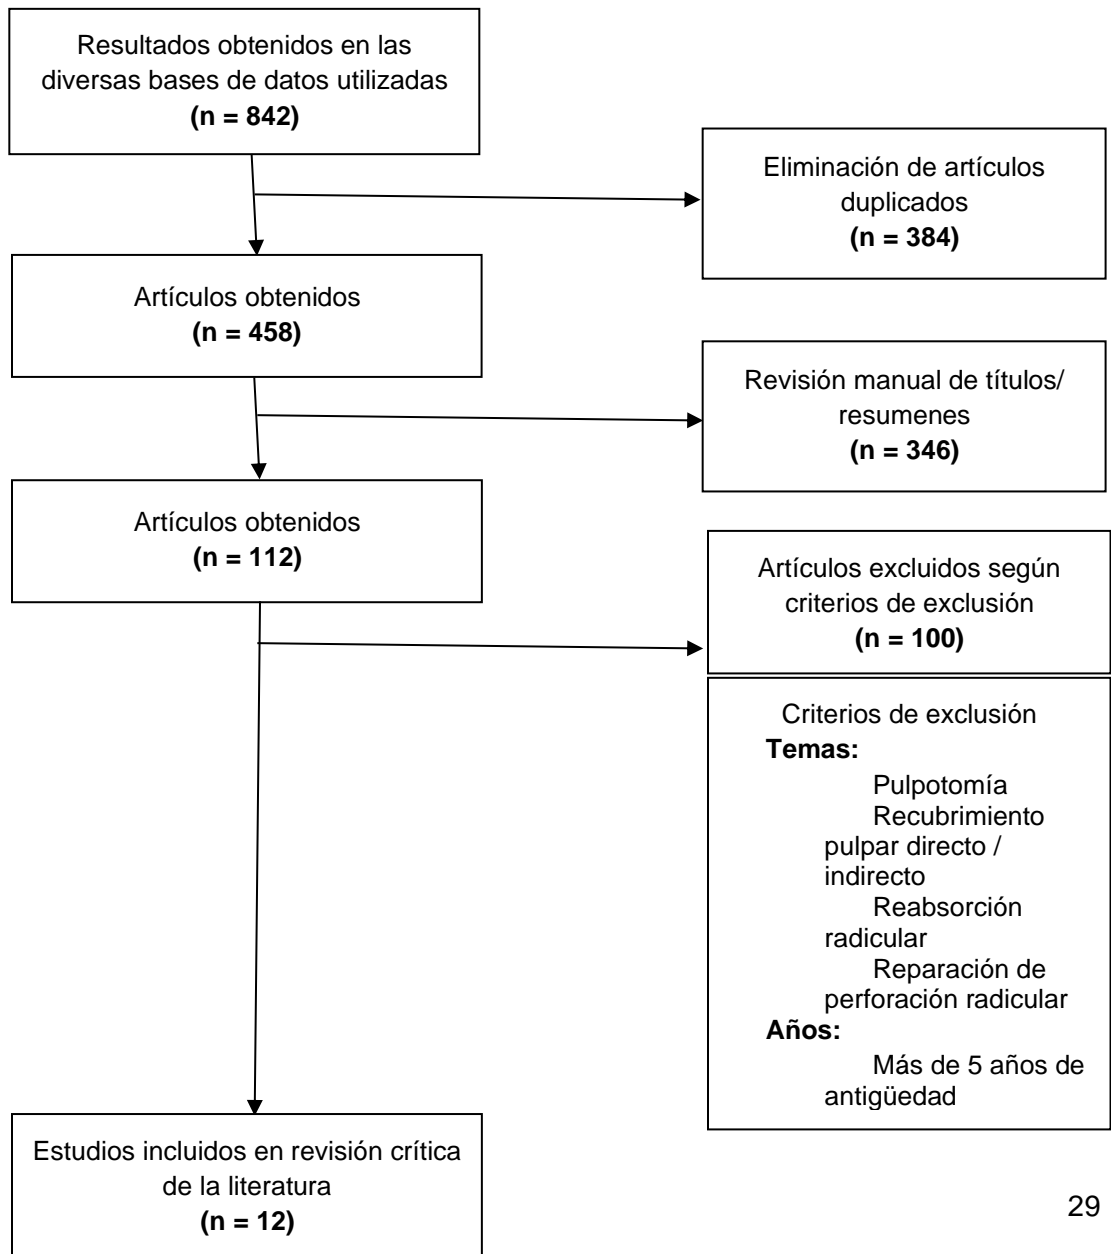 Resultados obtenidos en las
diversas bases de datos utilizadas
(n = 842)
Eliminación de artículos
duplicados
(n = 384)
Artículos obtenidos
(n = 458)
Revisión manual de títulos/
resumenes
(n = 346)
Artículos obtenidos
(n = 112)
Artículos excluidos según
criterios de exclusión
(n = 100)
Criterios de exclusión
Temas:
Pulpotomía
Recubrimiento
pulpar directo /
indirecto
Reabsorción
radicular
Reparación de
perforación radicular
Años:
Más de 5 años de
antigüedad
Estudios incluidos en revisión crítica
de la literatura
(n = 12)
29